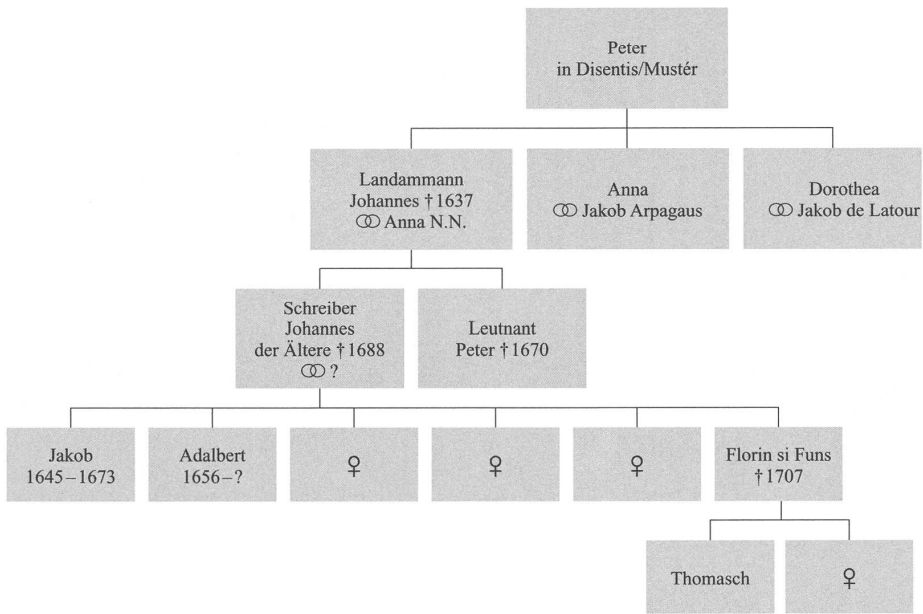 Peter
in Disentis/Mustér
Landammann
Johannes †1637
⚭ Anna N.N.
Anna
⚭ Jakob Arpagaus
Dorothea
⚭ Jakob de Latour
Schreiber
Johannes
der Ältere †1688
⚭ ?
Leutnant
Peter †1670
Jakob
1645–1673
Adalbert
1656–?
♀
♀
♀
Florin si Funs
†1707
Thomasch
♀